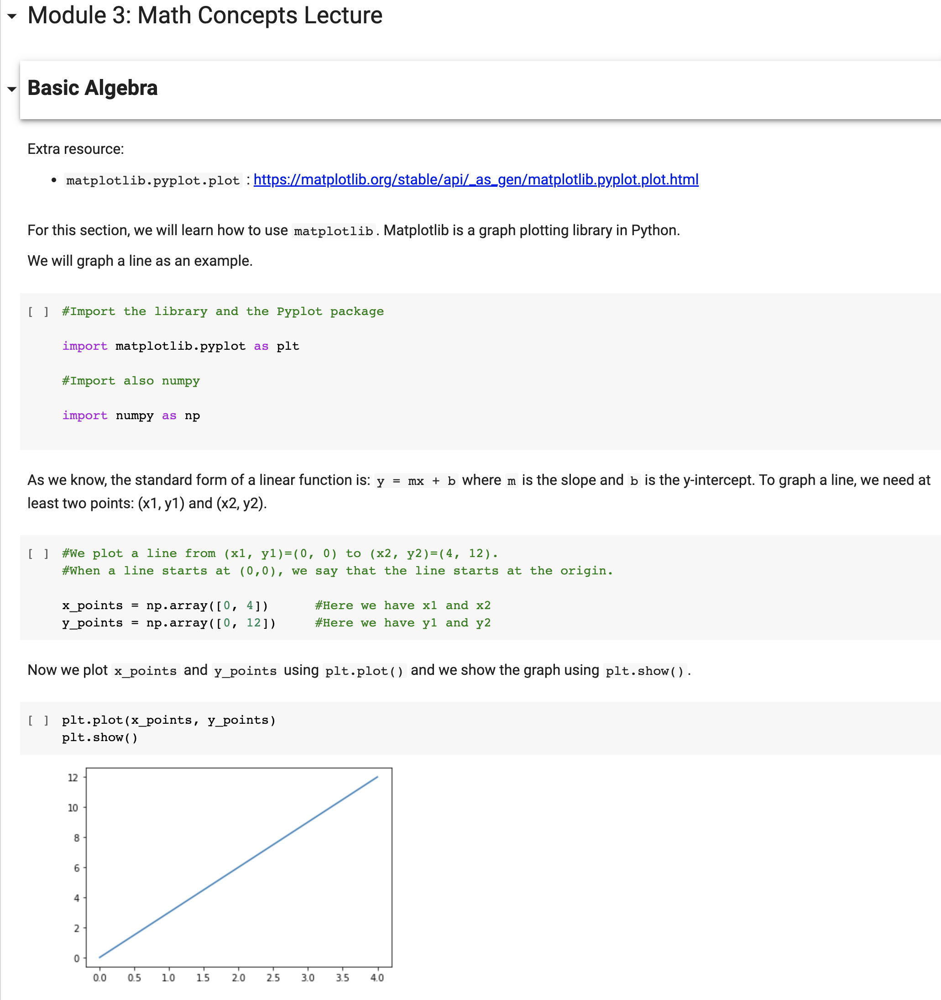 Module 3: Math Concepts Lecture
Basic Algebra
Extra resource:
• matplotlib.pyplot.plot : https://matplotlib.org/stable/api/_as_gen/matplotlib.pyplot.plot.html
For this section, we will learn how to use matplotlib. Matplotlib is a graph plotting library in Python.
We will graph a line as an example.
[ ] #Import the library and the Pyplot package
import matplotlib.pyplot as plt
#Import also numpy
import numpy as np
As we know, the standard form of a linear function is: y = mx + b where m is the slope and b is the y-intercept. To graph a line, we need at
least two points: (x1, y1) and (x2, y2).
[ ] #We plot a line from (x1, y1)=(0, 0) to (x2, y2)=(4, 12).
#When a line starts at (0,0), we say that the line starts at the origin.
x_points = np.array([0, 4])      #Here we have x1 and x2
y_points = np.array([0, 12])     #Here we have y1 and y2
Now we plot x_points and y_points using plt.plot() and we show the graph using plt.show().
[ ] plt.plot(x_points, y_points)
plt.show()
12
10
8
6
4
2
0
0.0 0.5 1.0 1.5 2.0 2.5 3.0 3.5 4.0